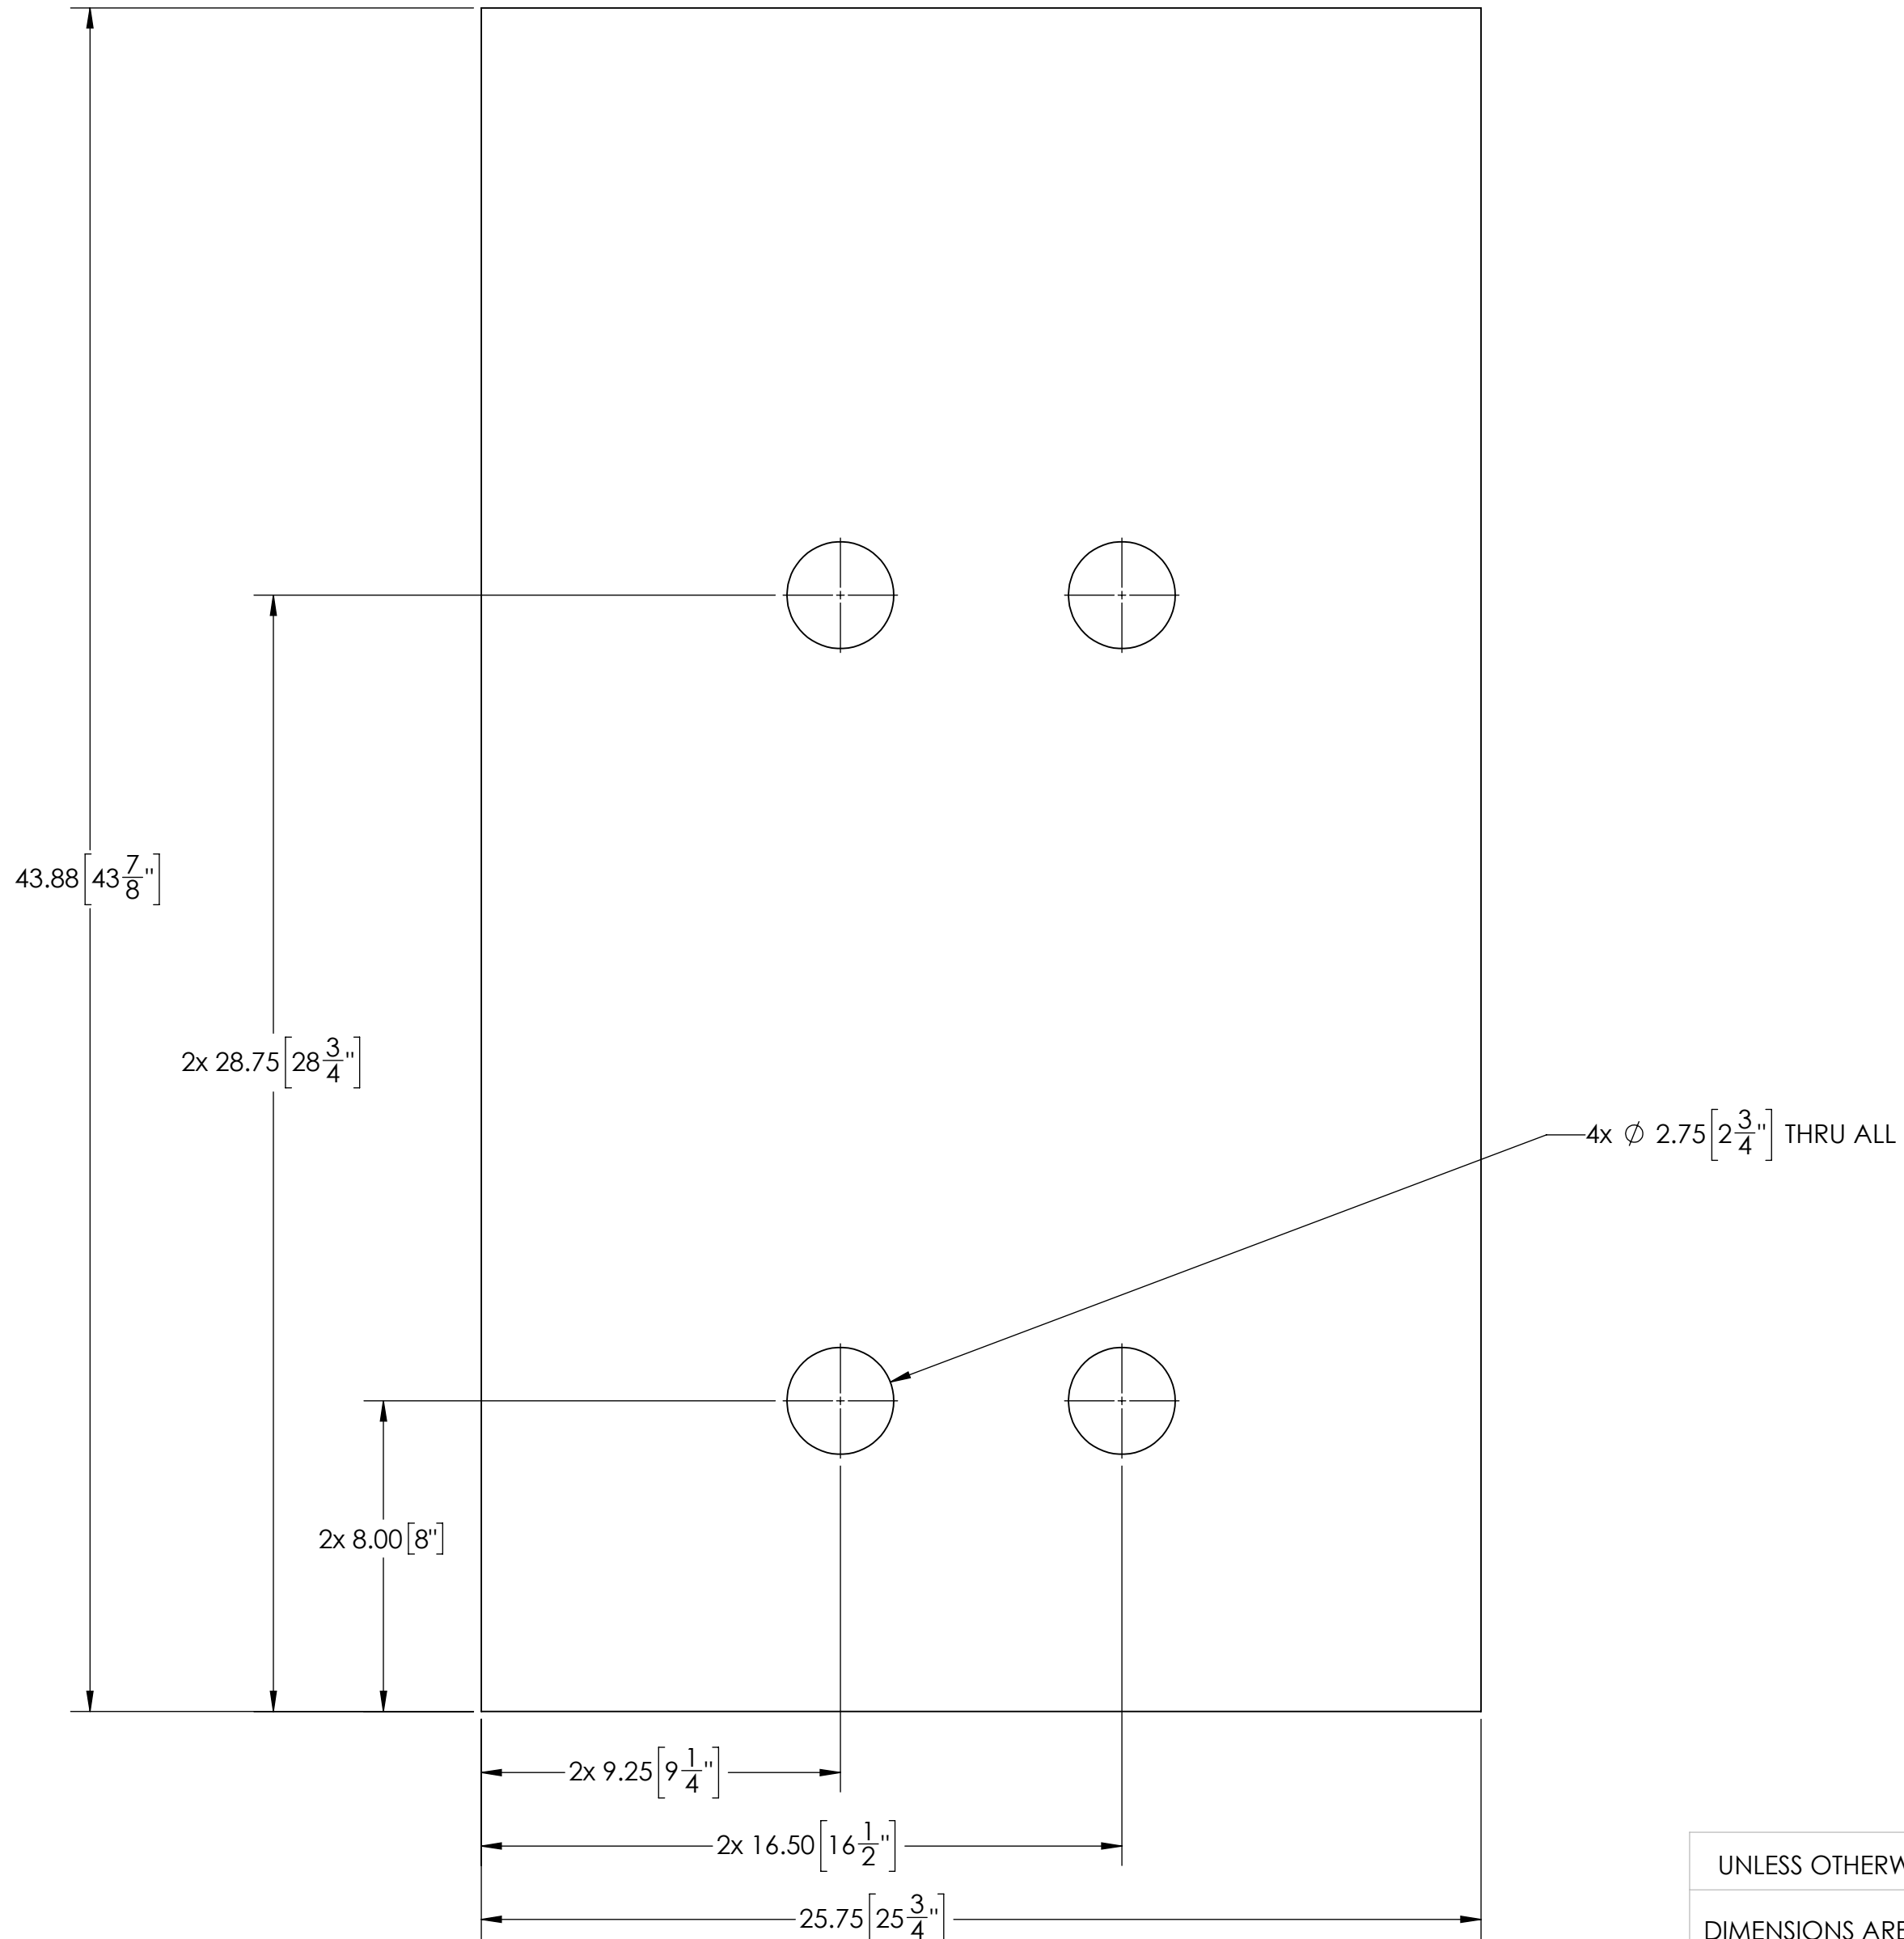 43.88[43 7/8"]
2x 28.75[28 3/4"]
4x ∅ 2.75[2 3/4"] THRU ALL
2x 8.00[8"]
2x 9.25[9 1/4"]
2x 16.50[16 1/2"]
UNLESS OTHERW
25.75[25 3/4"]
DIMENSIONS ARE